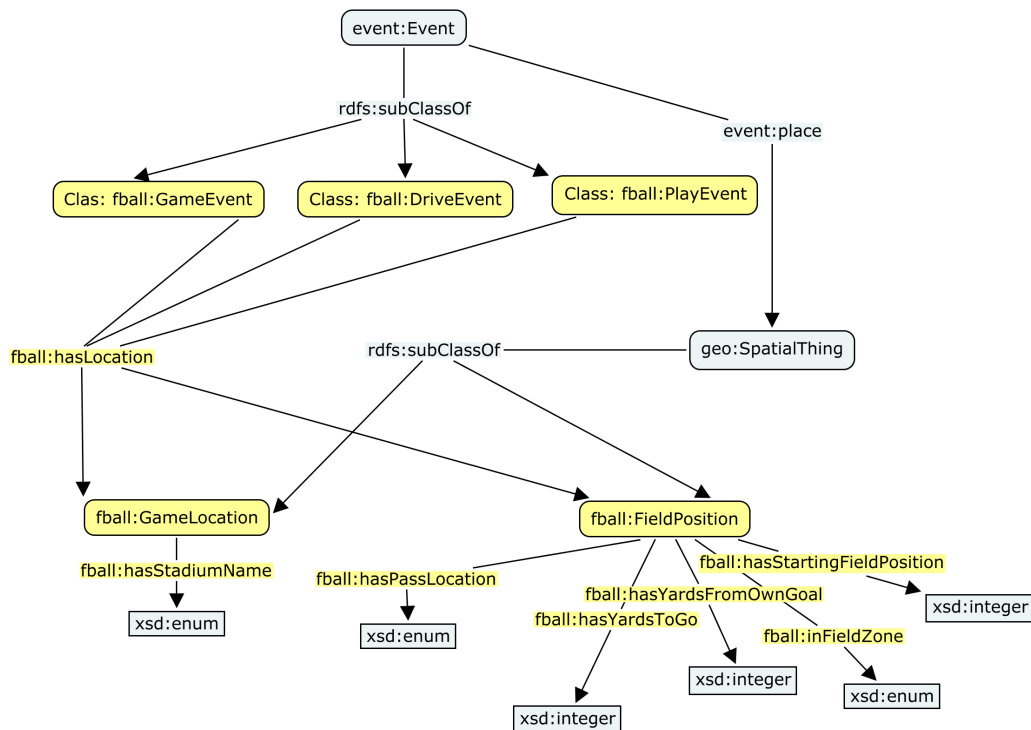 event:Event
rdfs:subClassOf
event:place
Clas: fball:GameEvent
Class: fball:DriveEvent
Class: fball:PlayEvent
fball:hasLocation
rdfs:subClassOf
geo:SpatialThing
fball:GameLocation
fball:FieldPosition
fball:hasStadiumName
fball:hasPassLocation
fball:hasStartingFieldPosition
fball:hasYardsFromOwnGoal
fball:hasYardsToGo
fball:inFieldZone
xsd:enum
xsd:enum
xsd:integer
xsd:integer
xsd:enum
xsd:integer